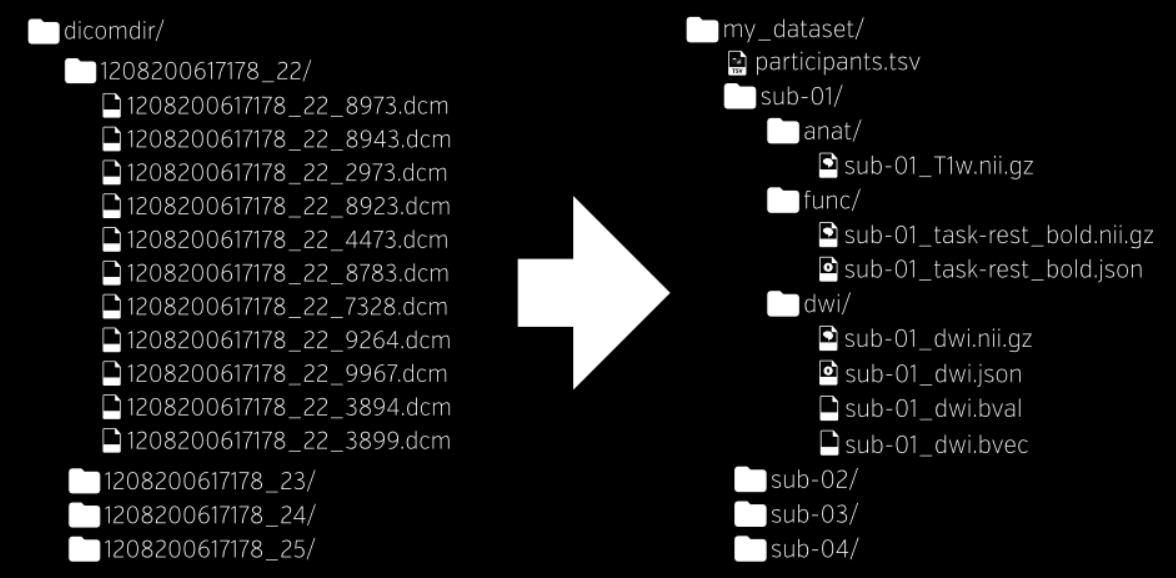 dicomdir/
1208200617178_22/
1208200617178_22_8973.dcm
1208200617178_22_8943.dcm
1208200617178_22_2973.dcm
1208200617178_22_8923.dcm
1208200617178_22_4473.dcm
1208200617178_22_8783.dcm
1208200617178_22_7328.dcm
1208200617178_22_9264.dcm
1208200617178_22_9967.dcm
1208200617178_22_3894.dcm
1208200617178_22_3899.dcm
1208200617178_23/
1208200617178_24/
1208200617178_25/
my_dataset/
TSV
participants.tsv
sub-01/
anat/
sub-01_T1w.nii.gz
func/
sub-01_task-rest_bold.nii.gz
sub-01_task-rest_bold.json
dwi/
sub-01_dwi.nii.gz
sub-01_dwi.json
sub-01_dwi.bval
sub-01_dwi.bvec
sub-02/
sub-03/
sub-04/